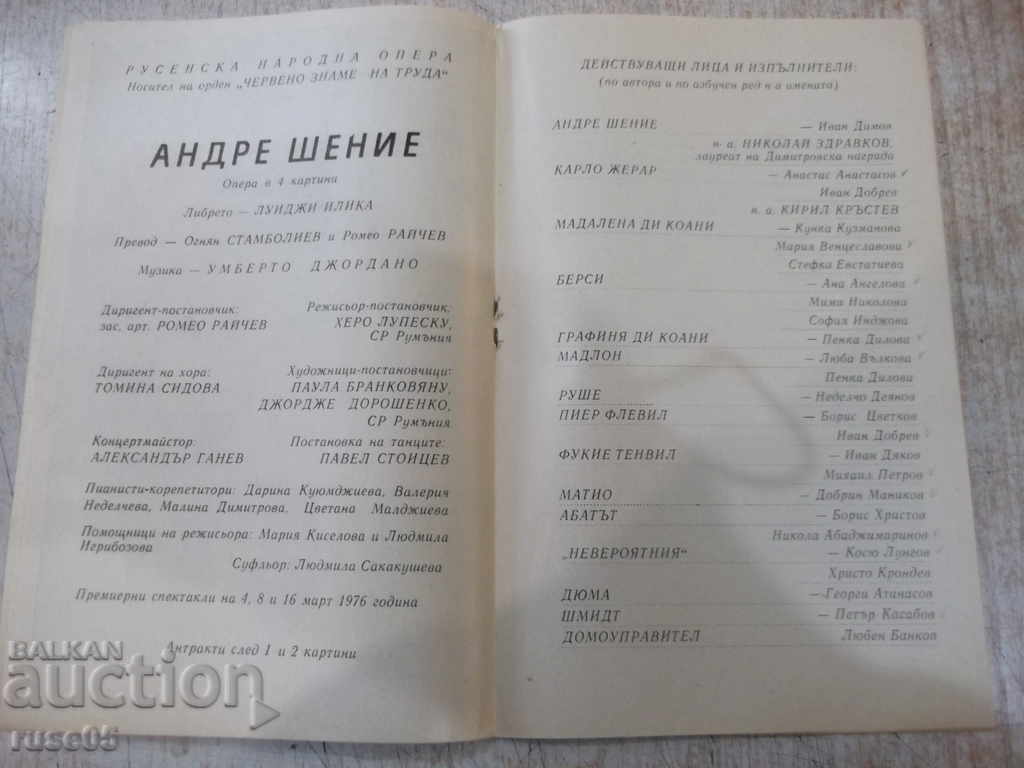 РУСЕНСКА НАРОДНА ОПЕРА
Носител на орден „ЧЕРВЕНО ЗНАМЕ НА ТРУДА"
АНДРЕ ШЕНИЕ
Опера в 4 картини
Либрето — ЛУИДЖИ ИЛИКА
Превод — Огнян СТАМБОЛИЕВ и Ромео РАЙЧЕВ
Музика — УМБЕРТО ДЖОРДАНО
Диригент-постановчик:
зас. арт. РОМЕО РАЙЧЕВ
Режисьор-постановчик:
ХЕРО ЛУПЕСКУ,
СР Румъния
Диригент на хора:
ТОМИНА СИДОВА
Художници-постановчици:
ПАУЛА БРАНКОВЯНУ,
ДЖОРДЖЕ ДОРОШЕНКО,
СР Румъния
Концертмайстор:
АЛЕКСАНДЪР ГАНЕВ
Постановка на танците:
ПАВЕЛ СТОИЦЕВ
Пианисти-корепетитори: Дарина Куюмджиева, Валерия
Неделчева, Малина Димитрова, Цветана Малджиева
Помощници на режисьора: Мария Киселова и Людмила
Игрибозова
Суфльор: Людмила Сакакушева
Премиерни спектакли на 4, 8 и 16 март 1976 година
Антракти след 1 и 2 картини
ДЕЙСТВУВАЩИ ЛИЦА И ИЗПЪЛНИТЕЛИ:
(по автора и по азбучен ред н а имената)
АНДРЕ ШЕНИЕ — Иван Димов
н. а. НИКОЛАЙ ЗДРАВКОВ,
лауреат на Димитровска награда
КАРЛО ЖЕРАР — Анастас Анастасов
Иван Добрев
н. а. КИРИЛ КРЪСТЕВ
МАДАЛЕНА ДИ КОАНИ — Кунка Кузманова
Мария Венцеславова
Стефка Евстатиева
БЕРСИ — Ана Ангелова
Мими Николова
София Инджова
ГРАФИНЯ ДИ КОАНИ — Пенка Дилова
МАДЛОН — Люба Вълкова
Пенка Дилова
РУШЕ — Неделчо Деянов
ПИЕР ФЛЕВИЛ — Борис Цветков
Иван Добрев
ФУКИЕ ТЕНВИЛ — Иван Дяков
Михаил Петров
МАТИО — Добрин Маников
АБАТЪТ — Борис Христов
Никола Абаджимаринов
„НЕВЕРОЯТНИЯ" — Косю Лунгов
Христо Крондев
ДЮМА — Георги Атанасов
ШМИДТ — Петър Касабов
ДОМОУПРАВИТЕЛ Любен Банков
BALKAN
auction
ruse05